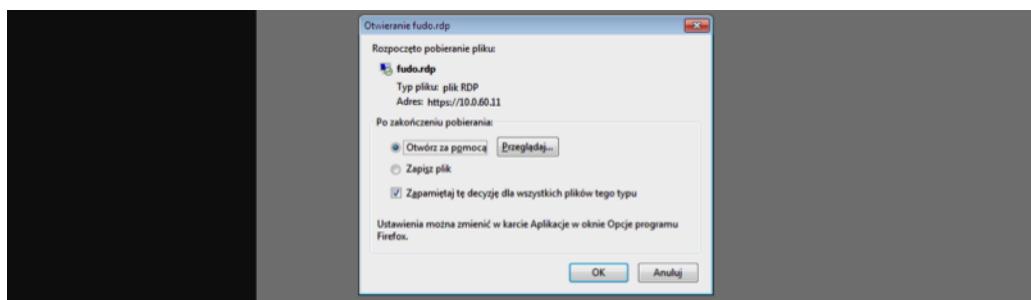 Otwieranie fudo.rdp
Rozpoczęto pobieranie pliku:
fudo.rdp
Typ pliku: plik RDP
Adres: https://10.0.60.11
Po zakończeniu pobierania:
Otwórz za pomocą Przeglądaj...
Zapisz plik
Zapamiętaj tę decyzję dla wszystkich plików tego typu
Ustawienia można zmienić w karcie Aplikacje w oknie Opcje programu
Firefox.
OK Anuluj